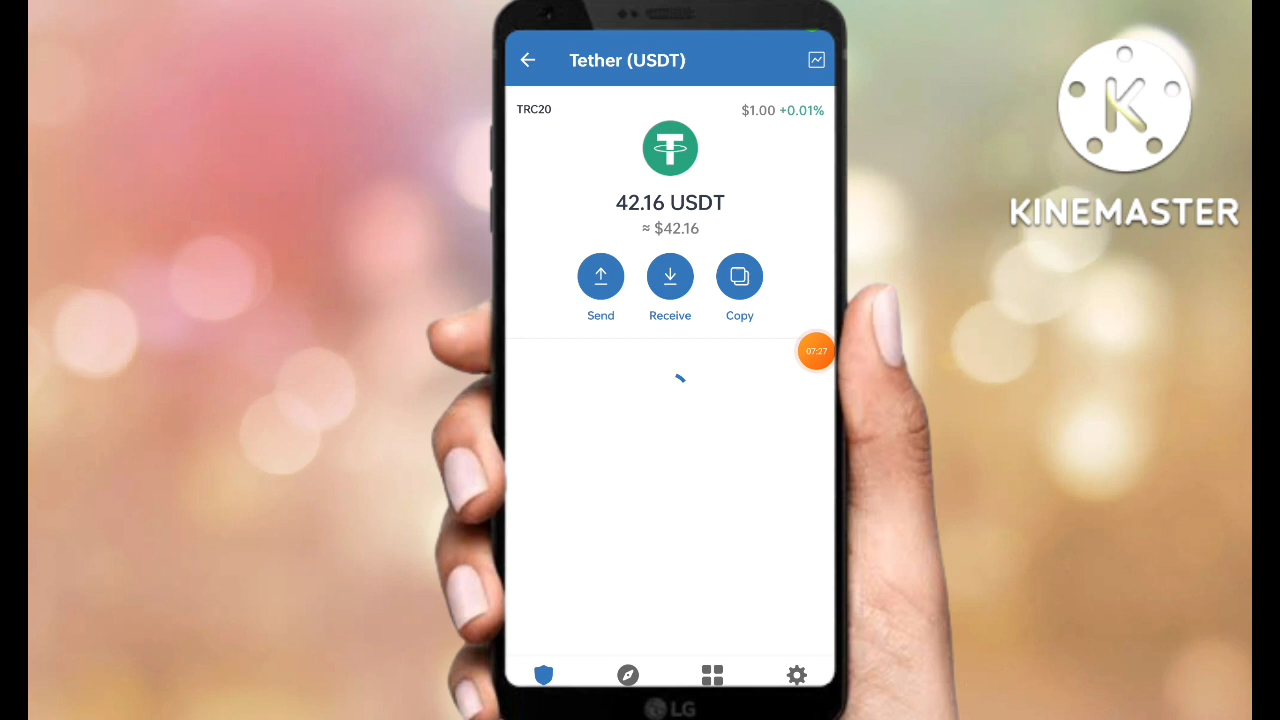 Tether (USDT)
TRC20
$1.00 +0.01%
42.16 USDT
≈ $42.16
Send
Receive
Copy
07:27
K
KINEMASTER
LG